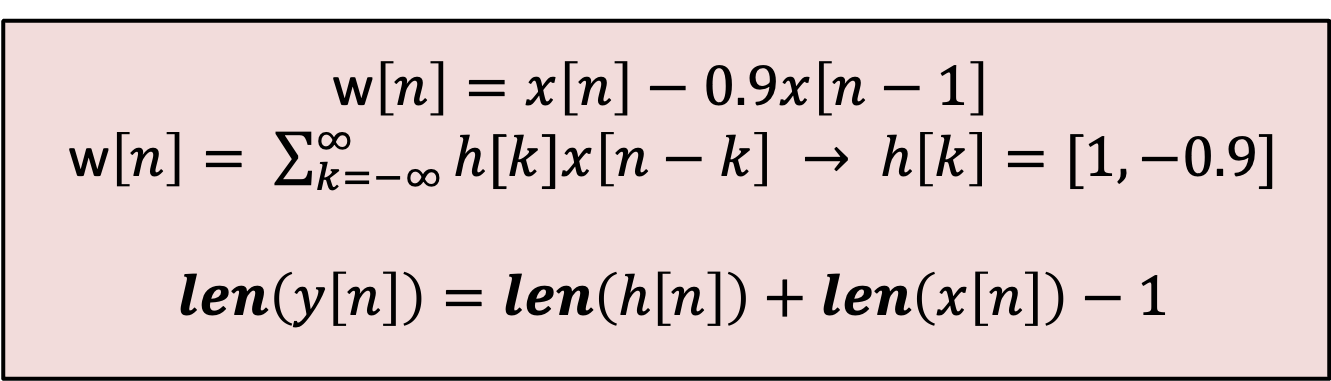 w[n] = x[n] − 0.9x[n − 1]
w[n] = ∑_{k=−∞}^{∞} h[k]x[n − k] → h[k] = [1, −0.9]
len(y[n]) = len(h[n]) + len(x[n]) − 1